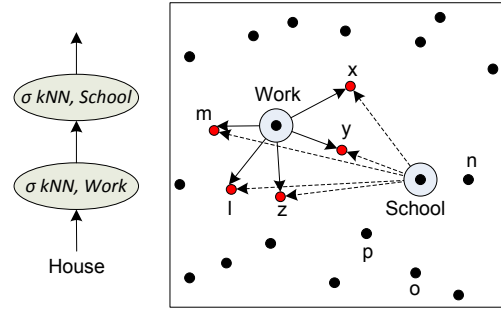 σ kNN, School
σ kNN, Work
House
x
Work
m
y
n
l
z
School
p
o